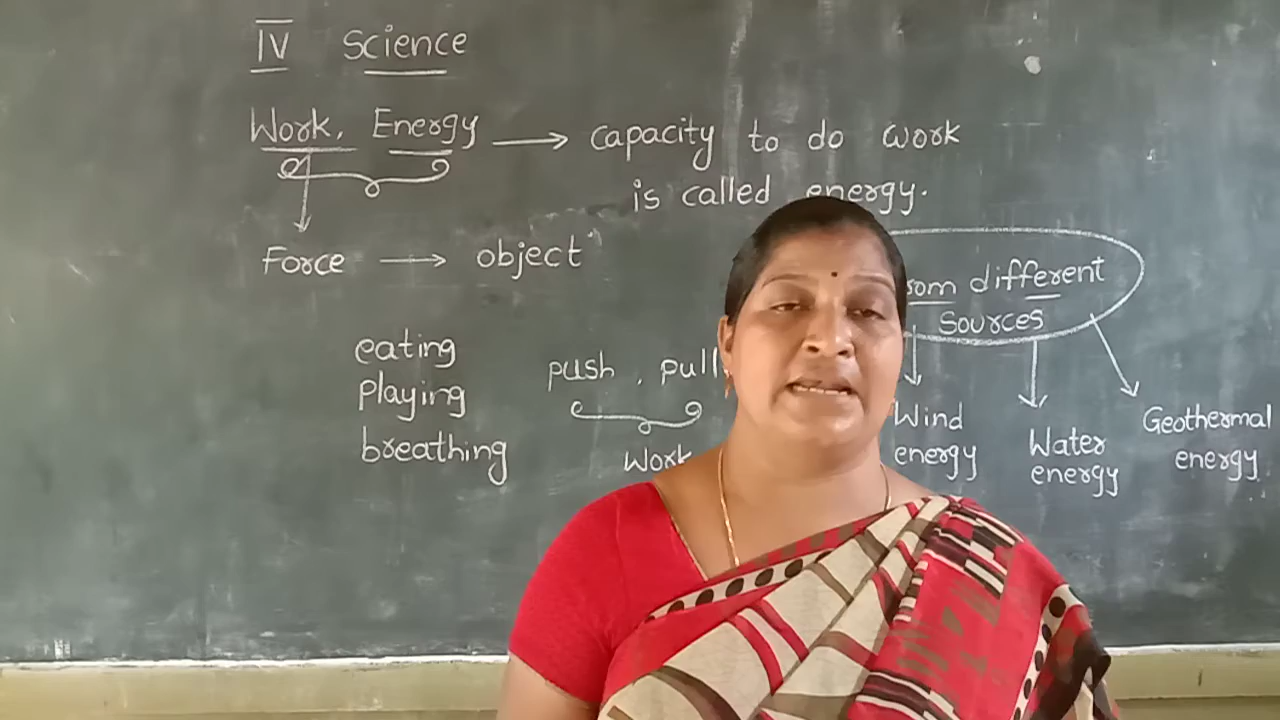 IV Science
Work, Energy → capacity to do work
is called energy.
Force → object
from different
Sources
eating
playing
breathing
push, pull
Work
Wind
energy
Water
energy
Geothermal
energy